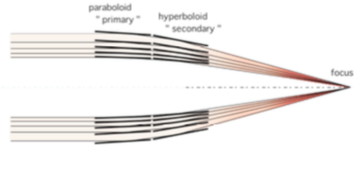 paraboloid
" primary "
hyperboloid
" secondary "
focus